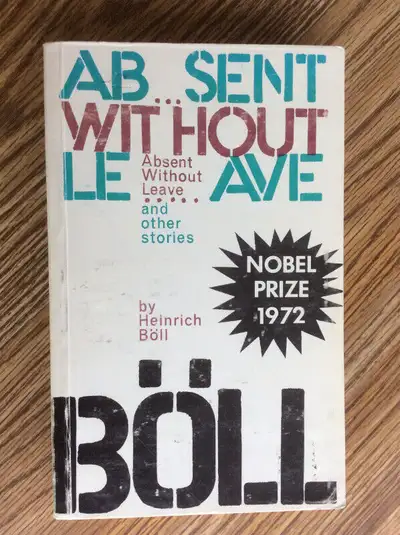 AB... SENT
WIT HOUT
LE...... AVE
Absent
Without
Leave
and
other
stories
NOBEL
PRIZE
1972
by
Heinrich
Böll
BÖLL